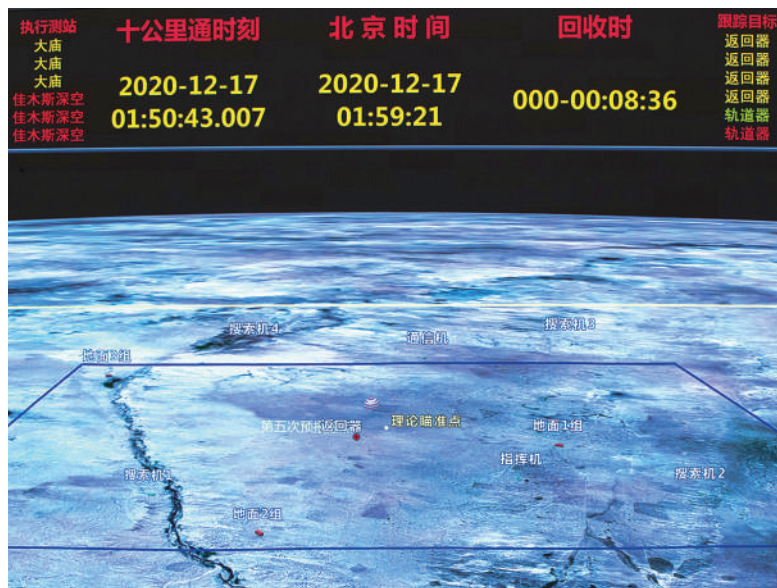 执行测站
大庙
大庙
大庙
佳木斯深空
佳木斯深空
佳木斯深空
十公里通时刻
2020-12-17
01:50:43.007
北京时间
2020-12-17
01:59:21
回收时
000-00:08:36
跟踪目标
返回器
返回器
返回器
返回器
轨道器
轨道器
搜索机4
通信机
搜索机3
地面3组
第五次预报
返回器
理论瞄准点
地面1组
指挥机
搜索机1
搜索机2
地面2组